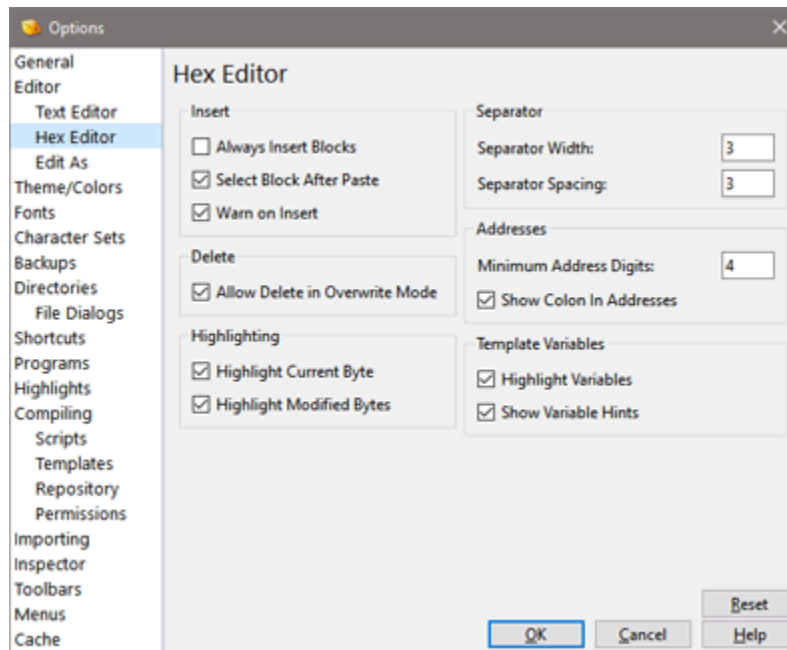 Options
General
Editor
Text Editor
Hex Editor
Edit As
Theme/Colors
Fonts
Character Sets
Backups
Directories
File Dialogs
Shortcuts
Programs
Highlights
Compiling
Scripts
Templates
Repository
Permissions
Importing
Inspector
Toolbars
Menus
Cache
Hex Editor
Insert
Always Insert Blocks
Select Block After Paste
Warn on Insert
Delete
Allow Delete in Overwrite Mode
Highlighting
Highlight Current Byte
Highlight Modified Bytes
Separator
Separator Width: 3
Separator Spacing: 3
Addresses
Minimum Address Digits: 4
Show Colon In Addresses
Template Variables
Highlight Variables
Show Variable Hints
Reset
OK Cancel Help